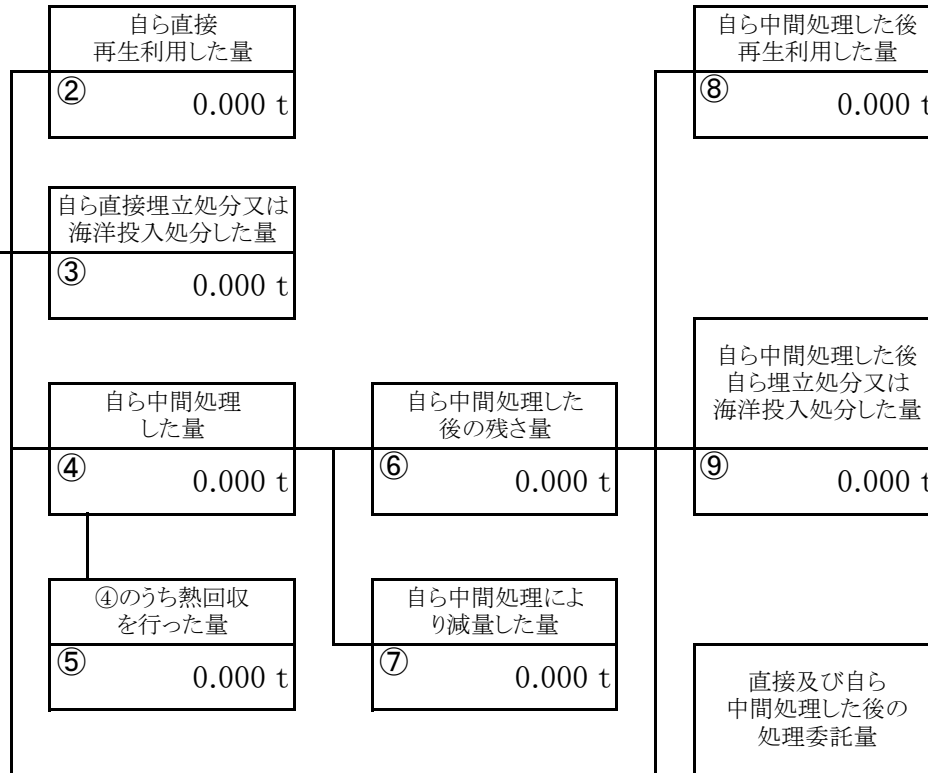 自ら直接
再生利用した量
② 0.000 t
自ら中間処理した後
再生利用した量
⑧ 0.000 t
自ら直接埋立処分又は
海洋投入処分した量
③ 0.000 t
自ら中間処理した後
自ら埋立処分又は
海洋投入処分した量
⑨ 0.000 t
自ら中間処理
した量
④ 0.000 t
自ら中間処理した
後の残さ量
⑥ 0.000 t
④のうち熱回収
を行った量
⑤ 0.000 t
自ら中間処理によ
り減量した量
⑦ 0.000 t
直接及び自ら
中間処理した後の
処理委託量